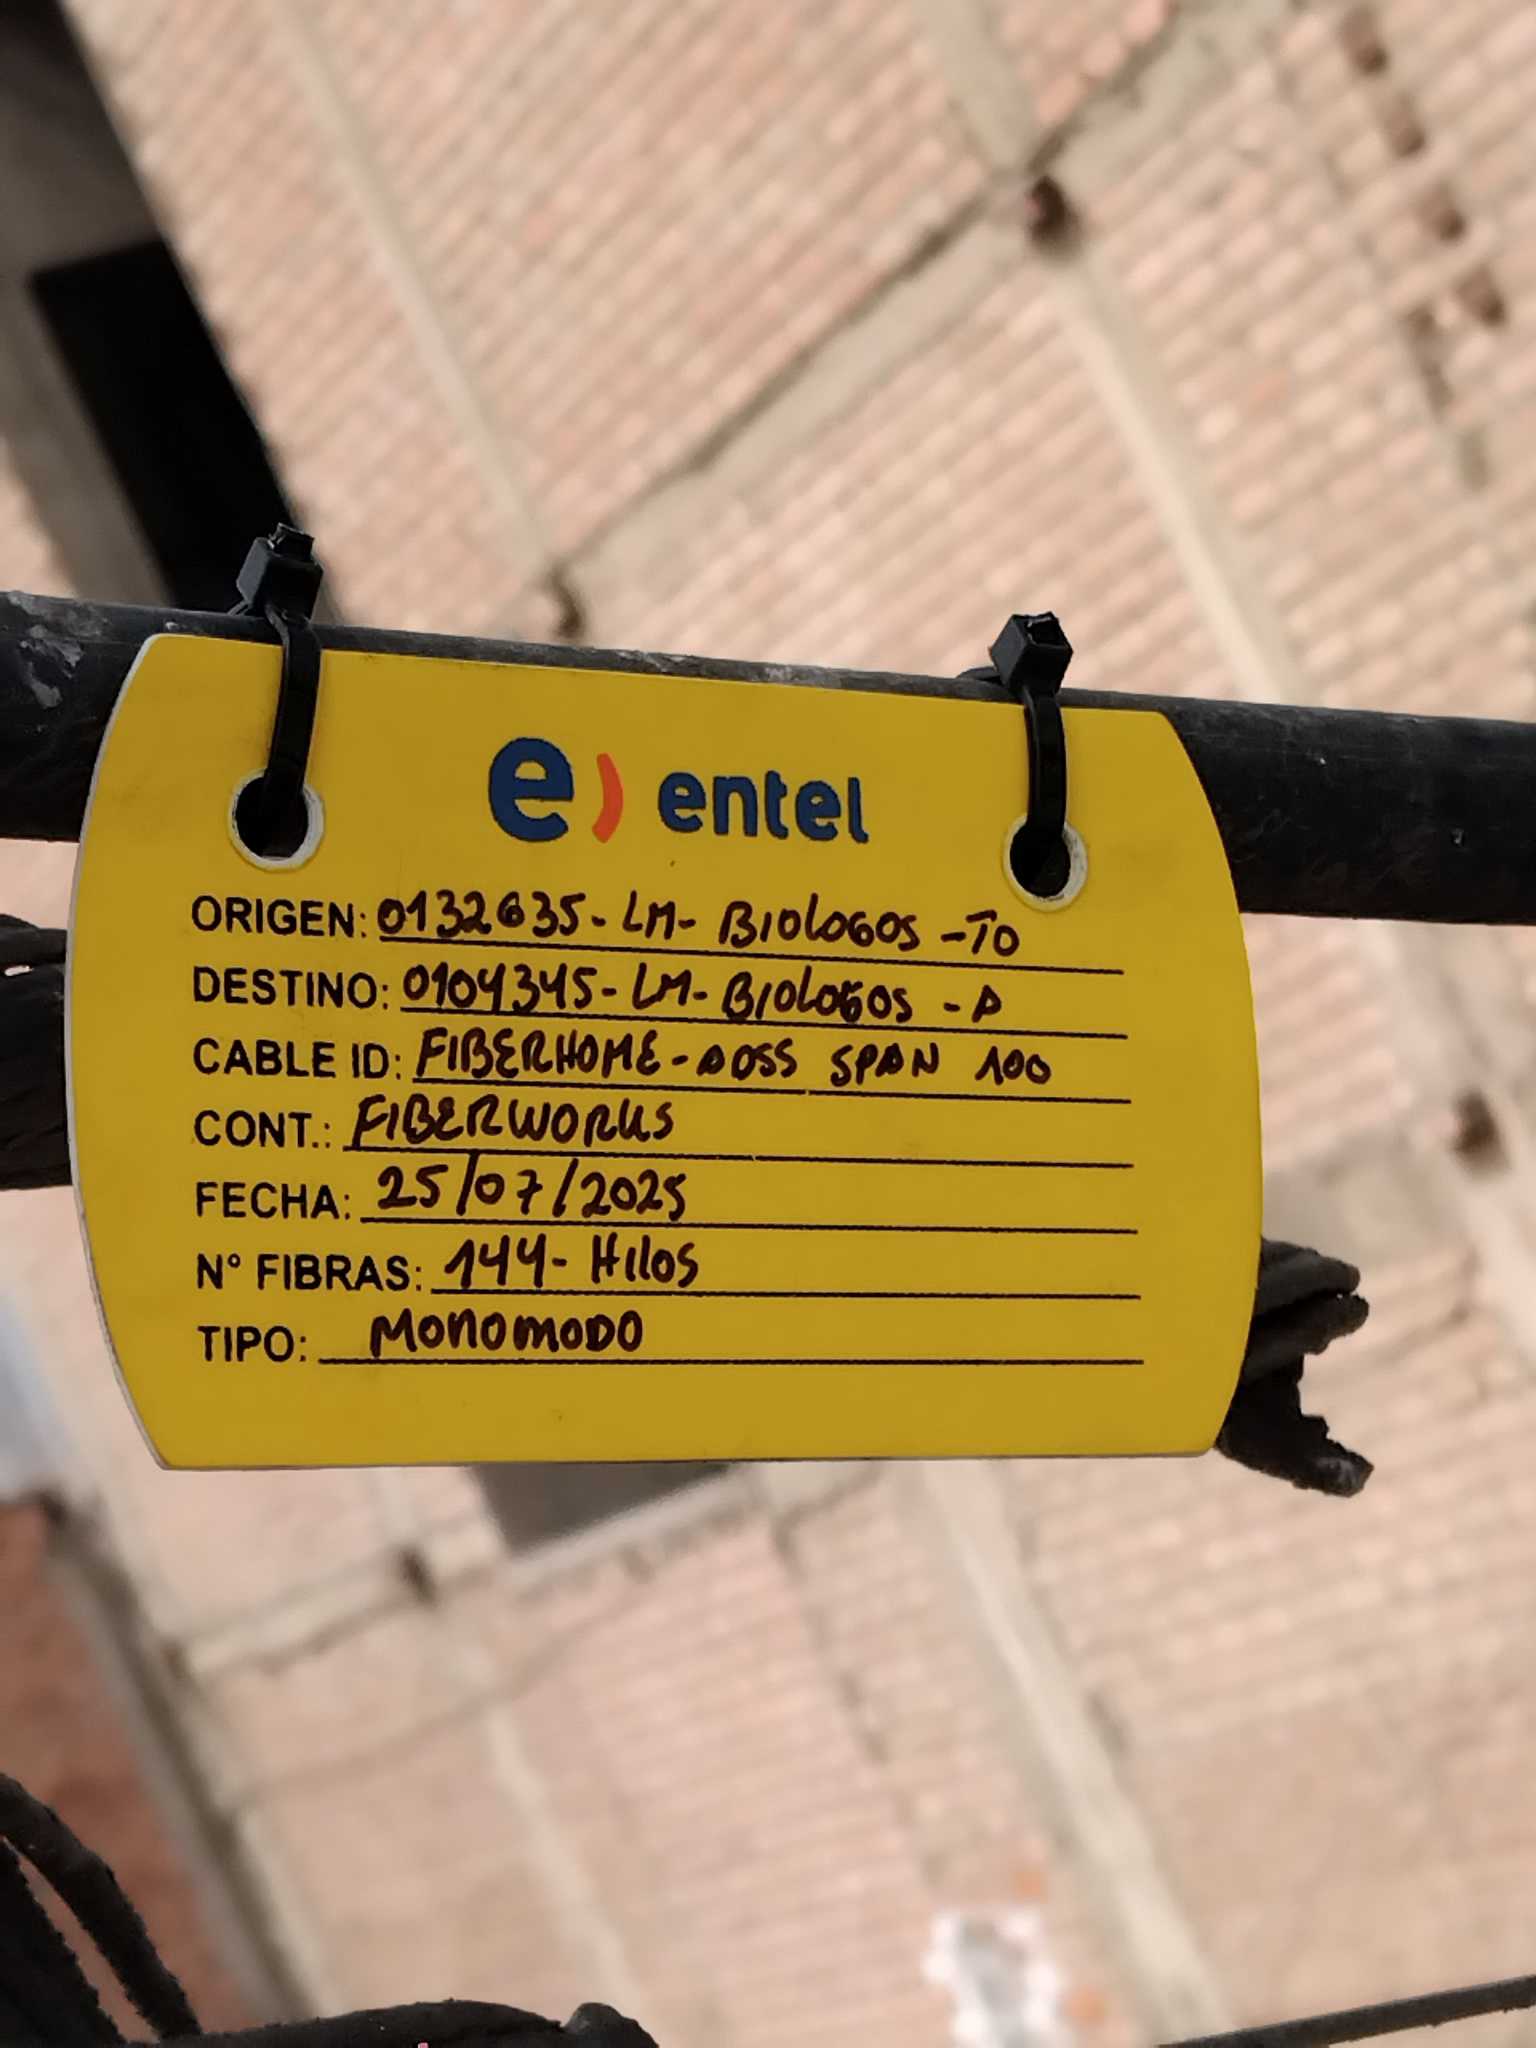 e) entel
ORIGEN: 0132635-LM-BIOLOGOS-TO
DESTINO: 0104345-LM-BIOLOGOS-A
CABLE ID: FIBERHOME-ADSS SPAN 100
CONT.: FIBERWORKS
FECHA: 25/07/2025
N° FIBRAS: 144-HILOS
TIPO: MONOMODO